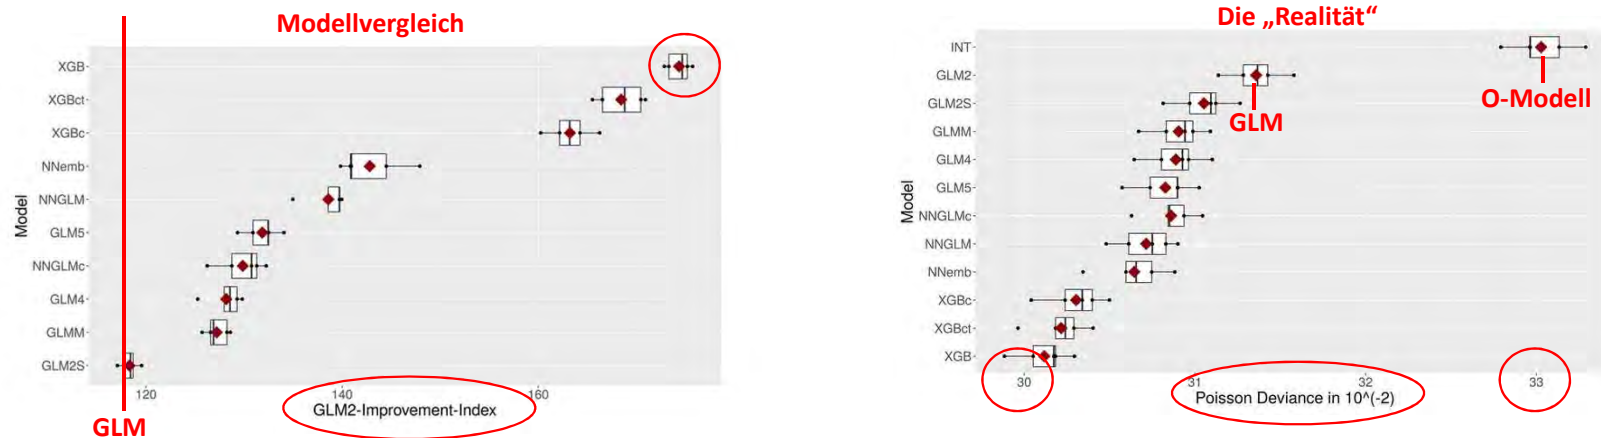 Modellvergleich
XGB
XGBct
XGBc
NNemb
NNGLM
GLM5
NNGLMc
GLM4
GLMM
GLM2S
Model
120
140
160
GLM2-Improvement-Index
GLM
Die „Realität“
INT
GLM2
GLM2S
GLMM
GLM4
GLM5
NNGLMc
NNGLM
NNemb
XGBc
XGBct
XGB
Model
O-Modell
GLM
30
31
32
33
Poisson Deviance in 10^(-2)